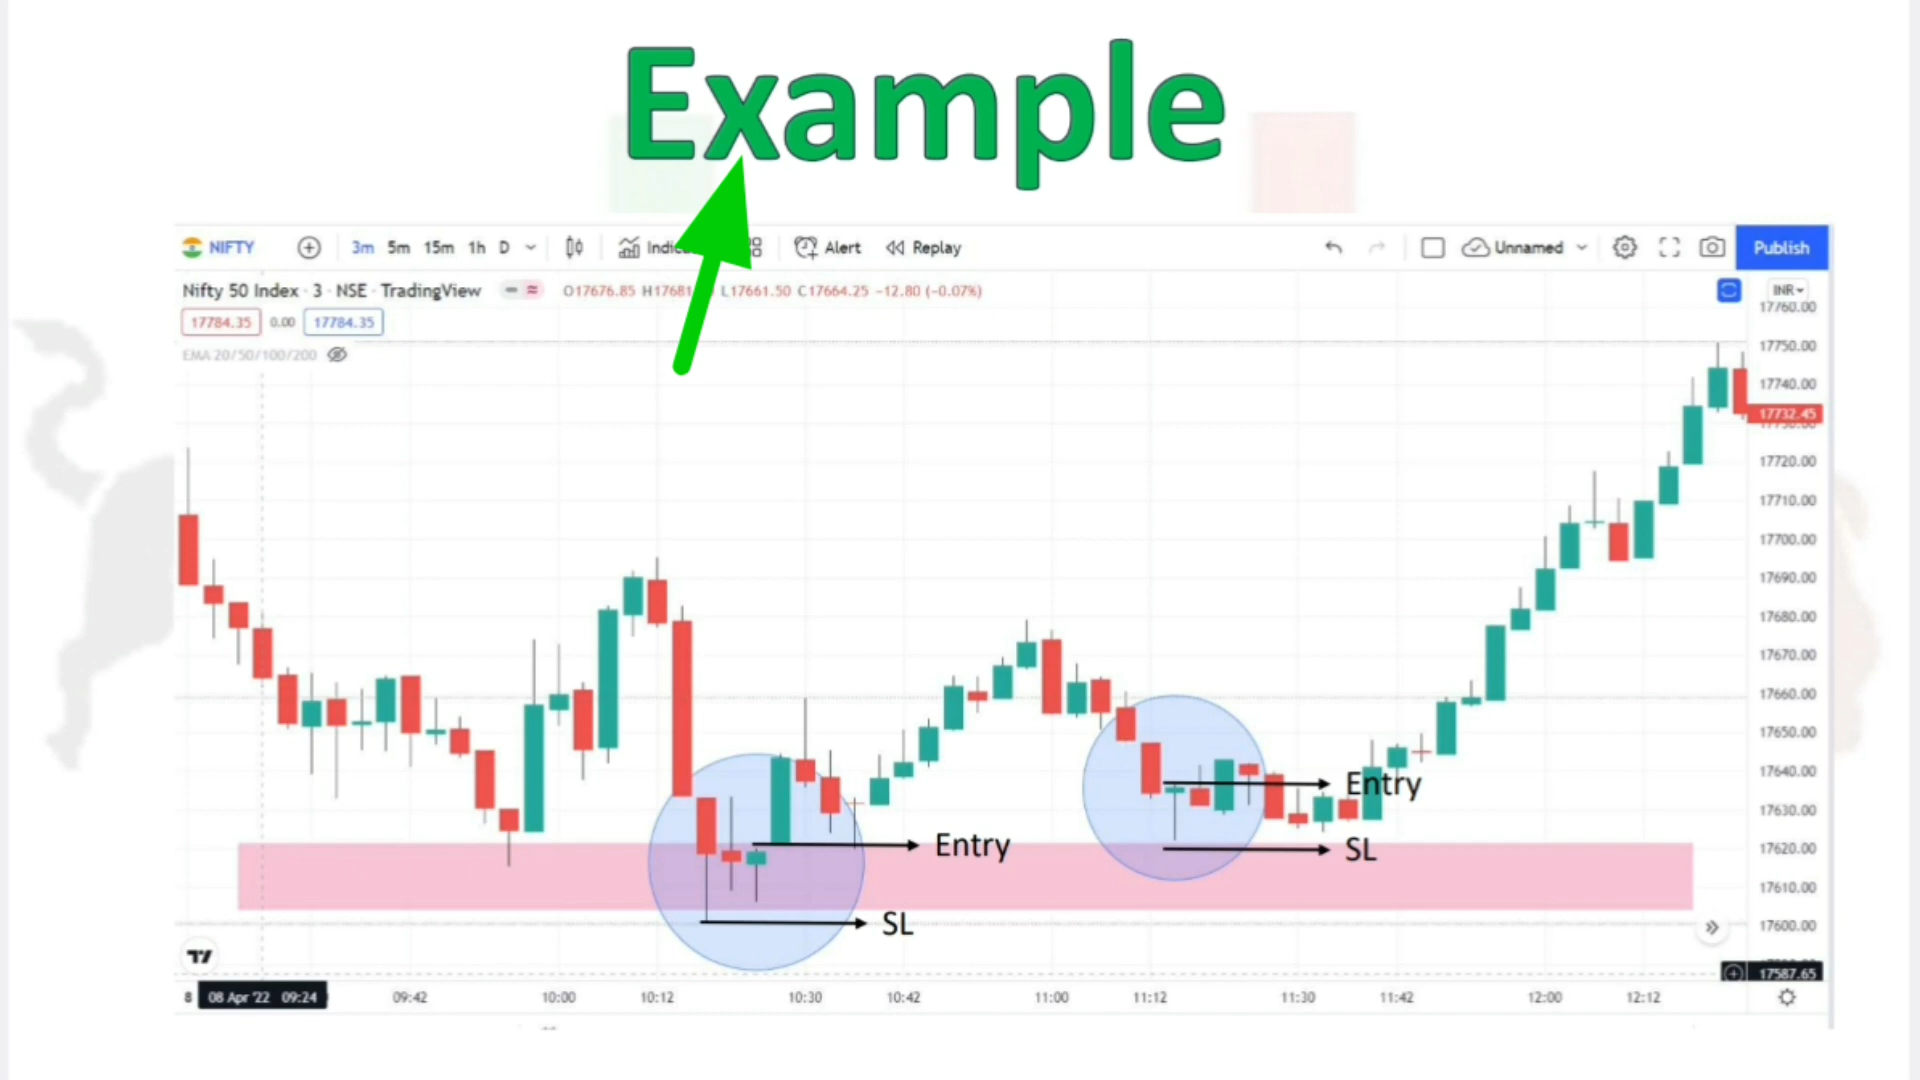 Example
NIFTY 3m 5m 15m 1h D Alert Replay Unnamed Publish
Nifty 50 Index · 3 · NSE · TradingView O17676.85 L17661.50 C17664.25 −12.80 (−0.07%) INR
17784.35 0.00 17784.35
EMA 20/50/100/200
17760.00
17750.00
17740.00
17732.45
17720.00
17710.00
17700.00
17690.00
17680.00
17670.00
17660.00
17650.00
17640.00
Entry
17630.00
Entry
SL
17620.00
17610.00
SL
17600.00
17587.65
8 08 Apr '22 09:24 09:42 10:00 10:12 10:30 10:42 11:00 11:12 11:30 11:42 12:00 12:12